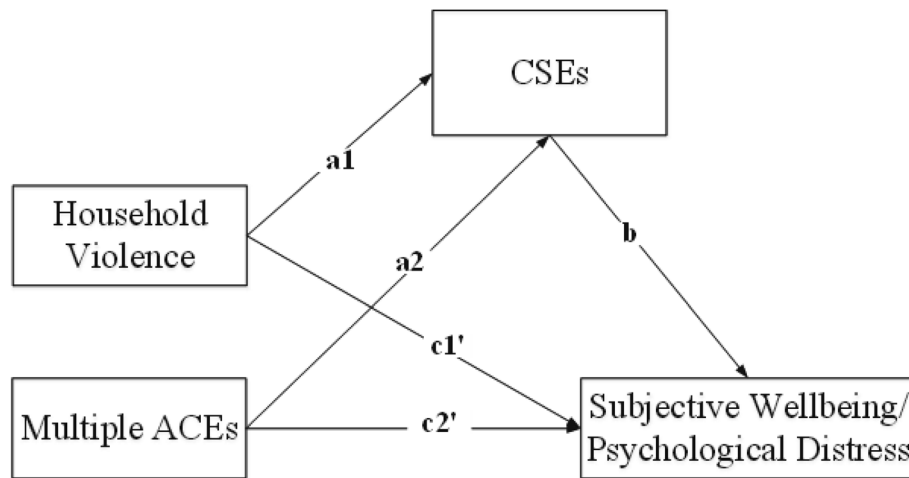 CSEs
a1
Household
Violence
b
a2
c1'
Multiple ACEs
c2'
Subjective Wellbeing/
Psychological Distress